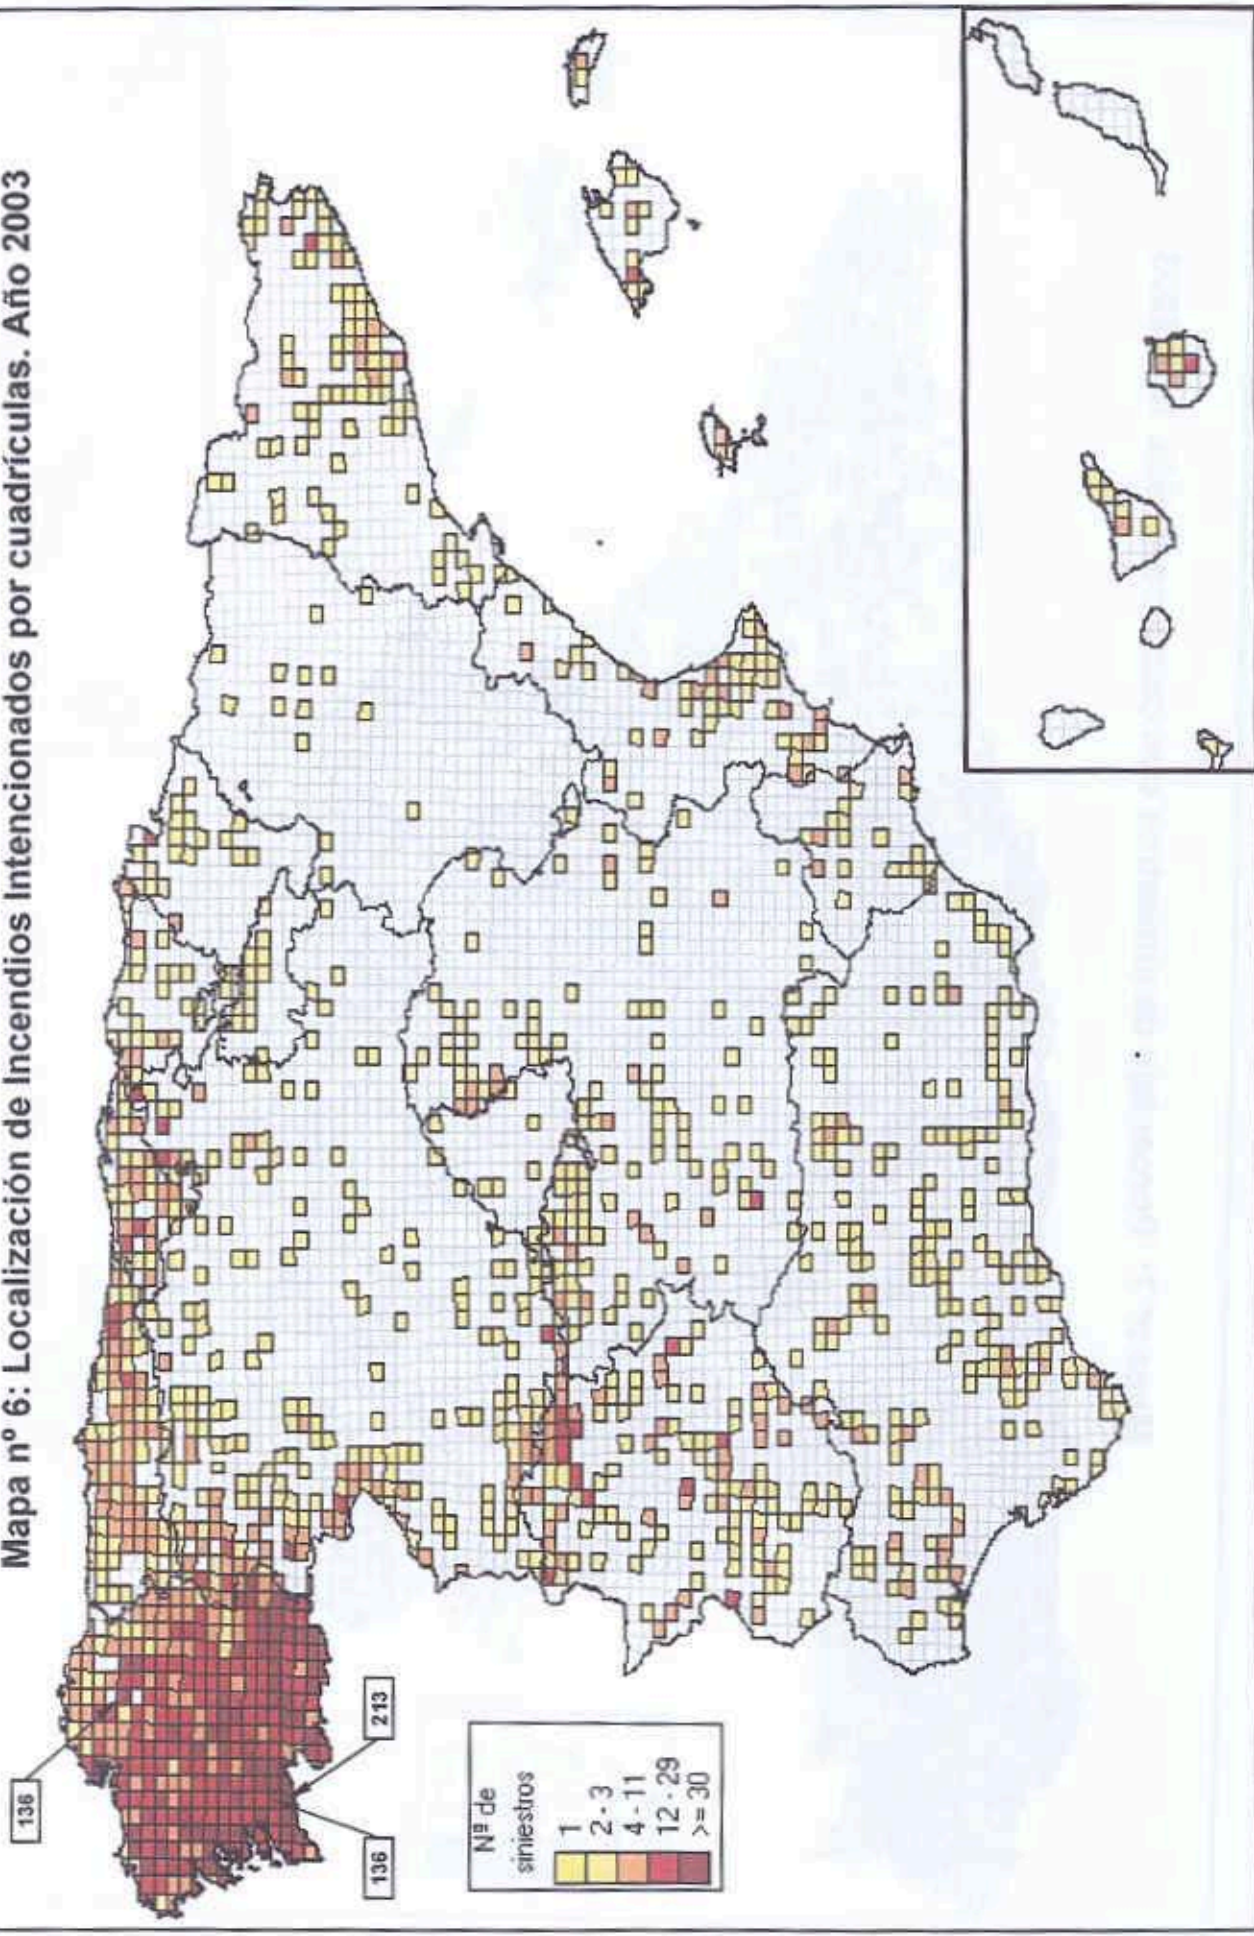 Mapa nº 6: Localización de Incendios Intencionados por cuadrículas. Año 2003
136
213
136
Nº de
siniestros
1
2 - 3
4 - 11
12 - 29
>= 30